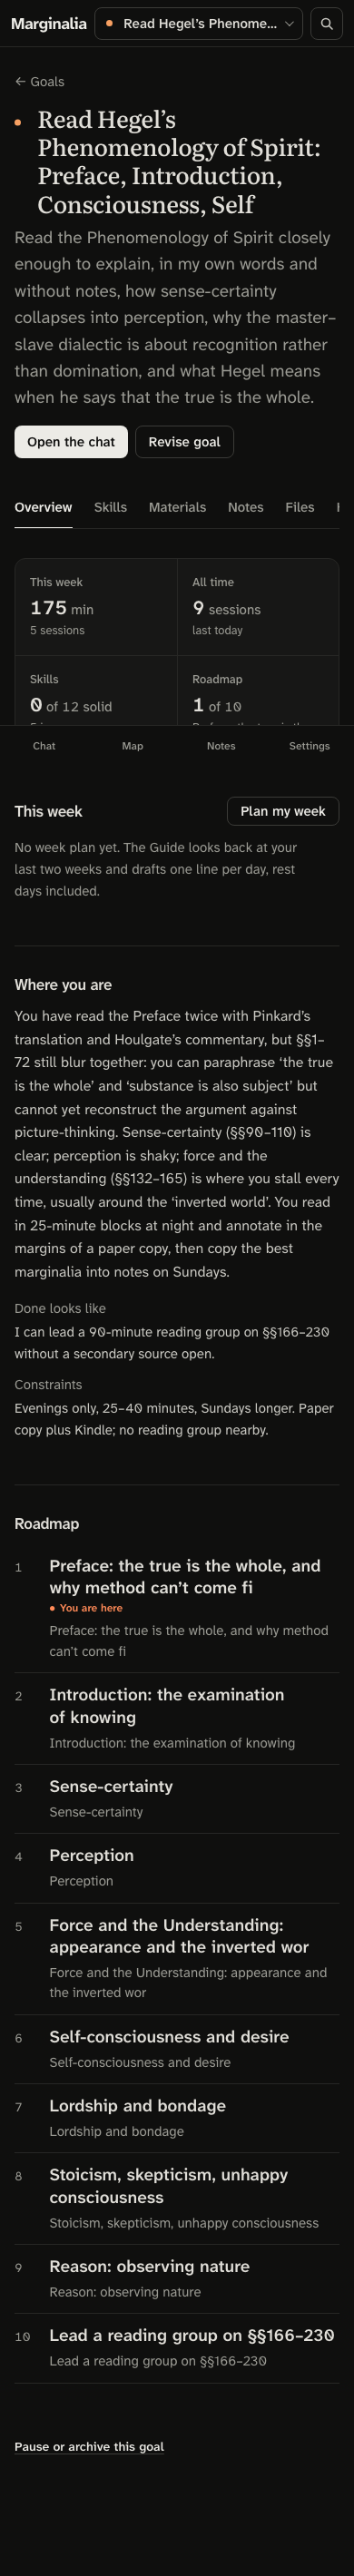 Marginalia
Read Hegel's Phenome...
← Goals
Read Hegel's
Phenomenology of Spirit:
Preface, Introduction,
Consciousness, Self
Read the Phenomenology of Spirit closely
enough to explain, in my own words and
without notes, how sense-certainty
collapses into perception, why the master–
slave dialectic is about recognition rather
than domination, and what Hegel means
when he says that the true is the whole.
Open the chat
Revise goal
Overview
Skills
Materials
Notes
Files
This week
175 min
5 sessions
All time
9 sessions
last today
Skills
0 of 12 solid
Roadmap
1 of 10
Chat
Map
Notes
Settings
This week
Plan my week
No week plan yet. The Guide looks back at your
last two weeks and drafts one line per day, rest
days included.
Where you are
You have read the Preface twice with Pinkard's
translation and Houlgate's commentary, but §§1–
72 still blur together: you can paraphrase ‘the true
is the whole’ and ‘substance is also subject’ but
cannot yet reconstruct the argument against
picture-thinking. Sense-certainty (§§90–110) is
clear; perception is shaky; force and the
understanding (§§132–165) is where you stall every
time, usually around the ‘inverted world’. You read
in 25-minute blocks at night and annotate in the
margins of a paper copy, then copy the best
marginalia into notes on Sundays.
Done looks like
I can lead a 90-minute reading group on §§166–230
without a secondary source open.
Constraints
Evenings only, 25–40 minutes, Sundays longer. Paper
copy plus Kindle; no reading group nearby.
Roadmap
1
Preface: the true is the whole, and
why method can't come fi
You are here
Preface: the true is the whole, and why method
can't come fi
2
Introduction: the examination
of knowing
Introduction: the examination of knowing
3
Sense-certainty
Sense-certainty
4
Perception
Perception
5
Force and the Understanding:
appearance and the inverted wor
Force and the Understanding: appearance and
the inverted wor
6
Self-consciousness and desire
Self-consciousness and desire
7
Lordship and bondage
Lordship and bondage
8
Stoicism, skepticism, unhappy
consciousness
Stoicism, skepticism, unhappy consciousness
9
Reason: observing nature
Reason: observing nature
10
Lead a reading group on §§166–230
Lead a reading group on §§166–230
Pause or archive this goal